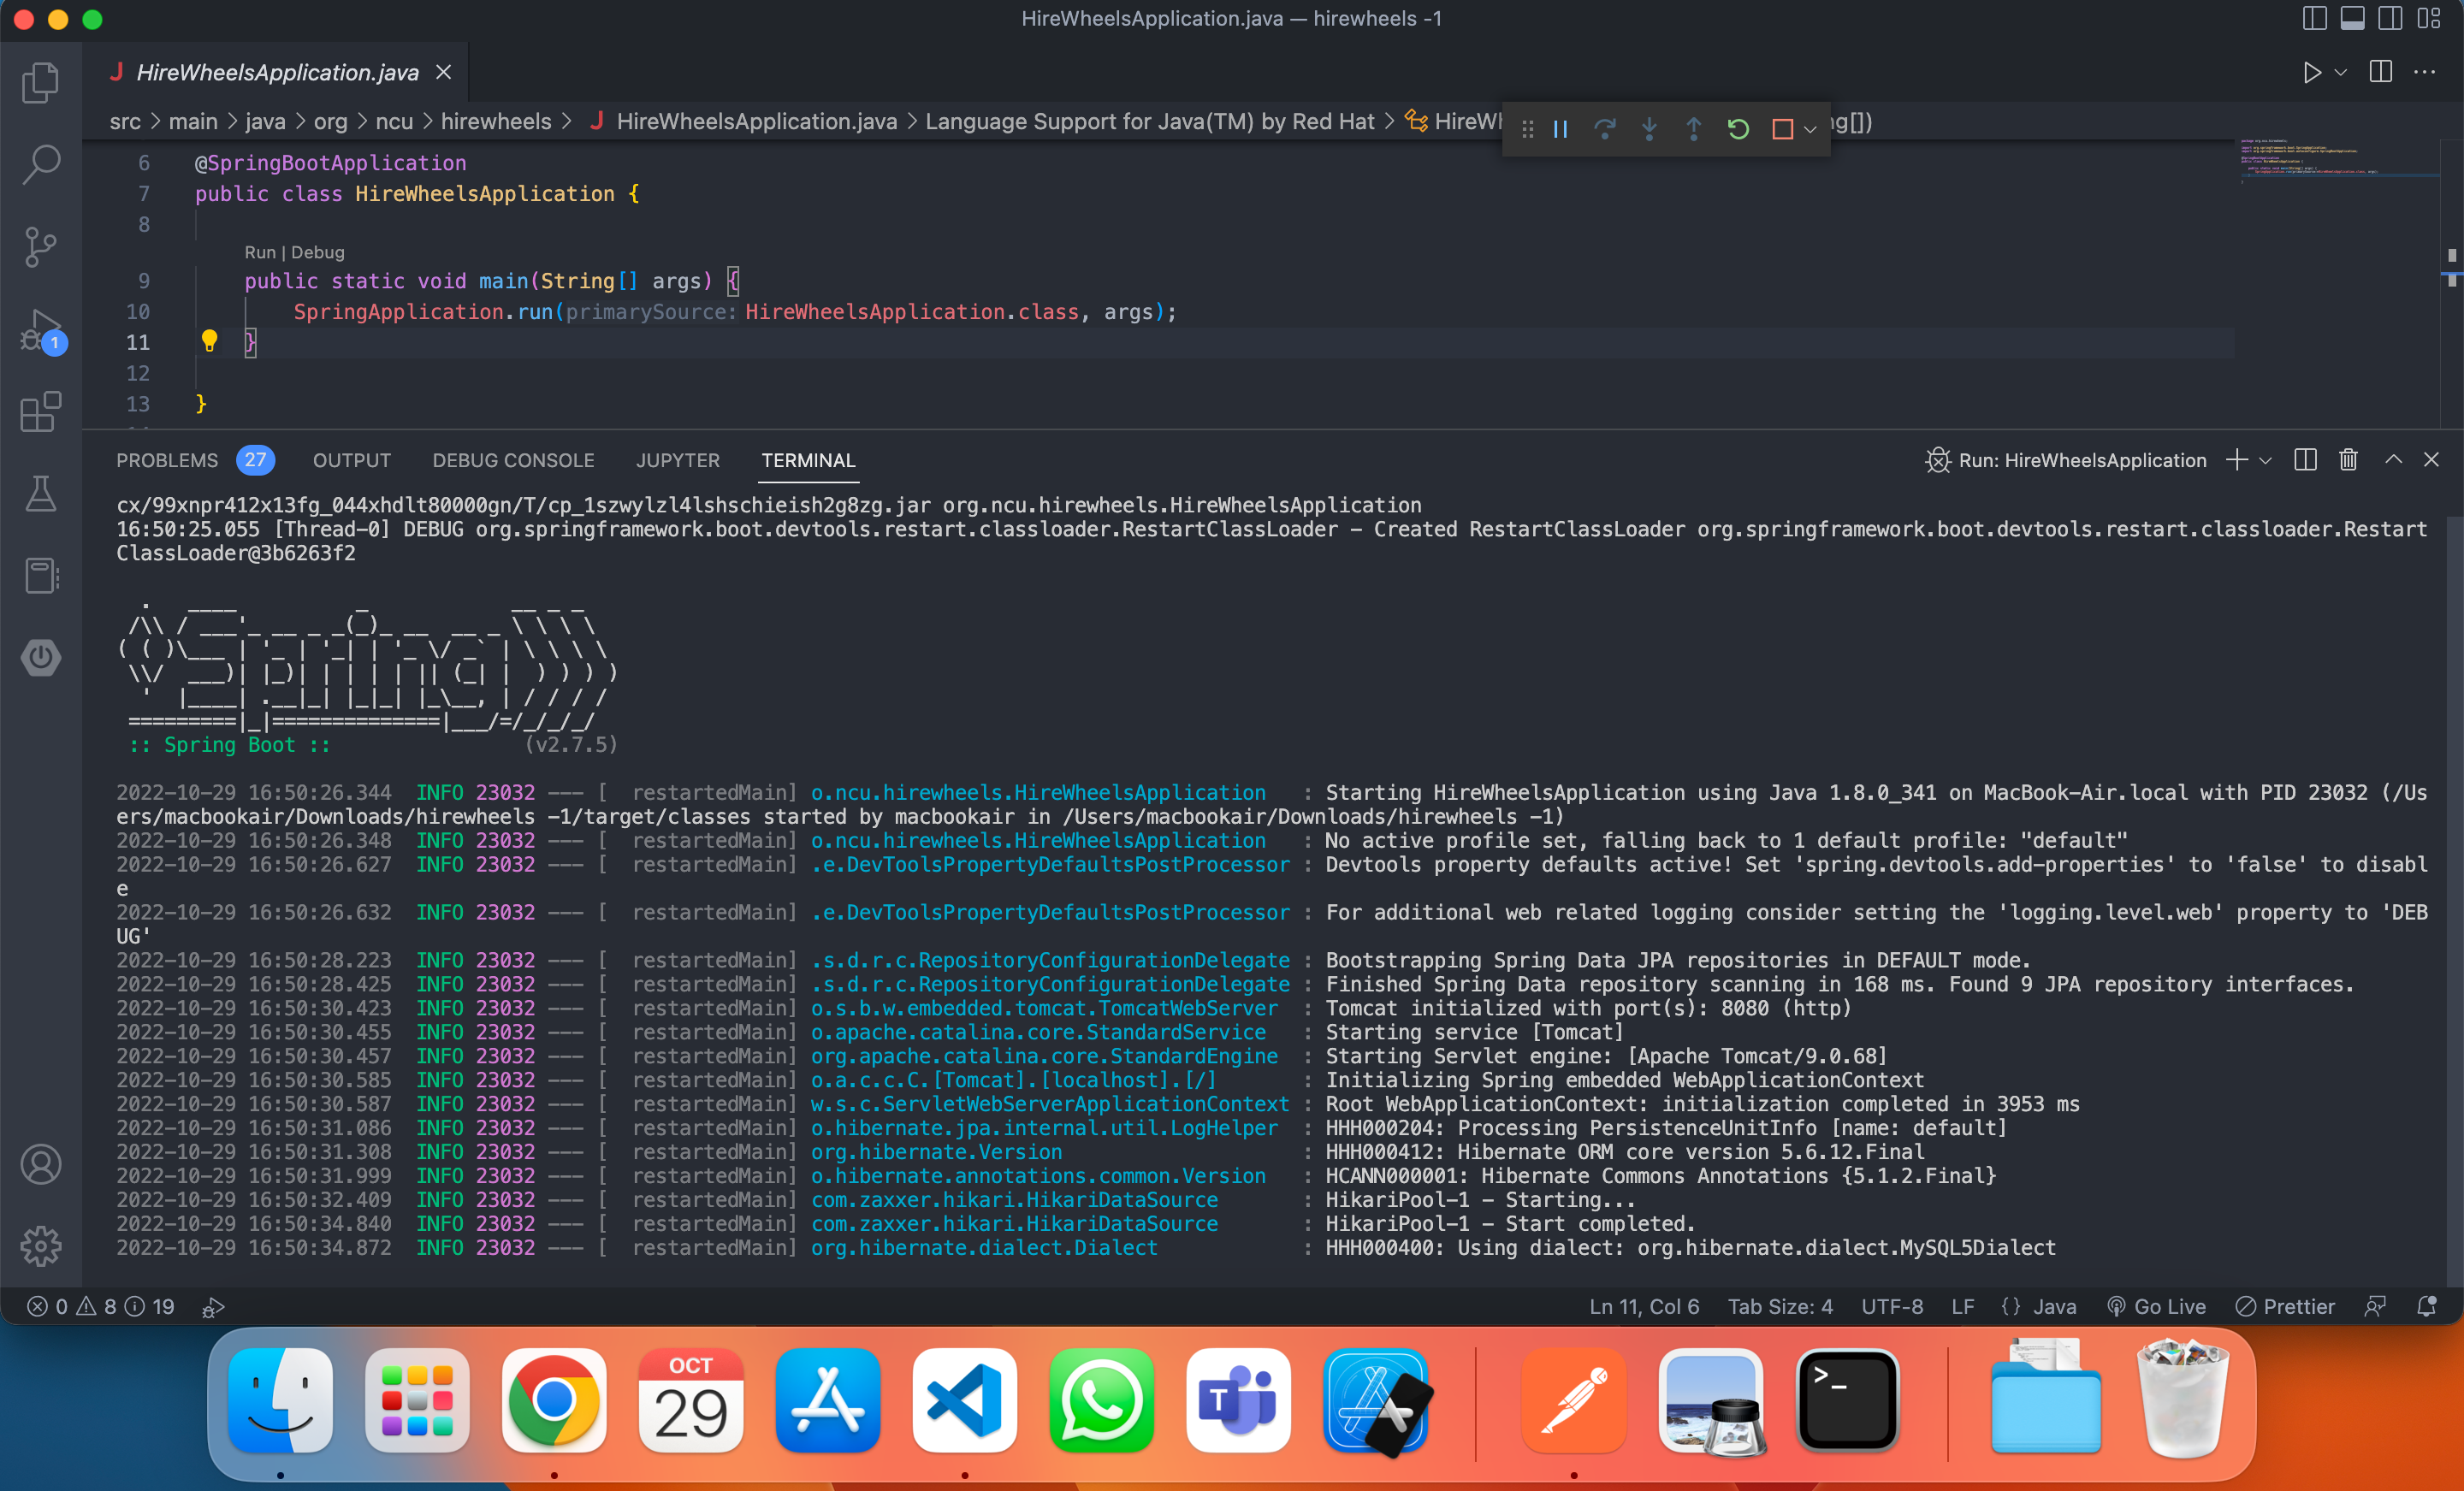 HireWheelsApplication.java — hirewheels -1
J HireWheelsApplication.java
src > main > java > org > ncu > hirewheels > J HireWheelsApplication.java > Language Support for Java(TM) by Red Hat > HireW ng[])
6 @SpringBootApplication
7 public class HireWheelsApplication {
8
Run | Debug
9 public static void main(String[] args) {
10 SpringApplication.run(primarySource:HireWheelsApplication.class, args);
11 }
12
13 }
1
PROBLEMS 27 OUTPUT DEBUG CONSOLE JUPYTER TERMINAL Run: HireWheelsApplication
cx/99xnpr412x13fg_044xhdlt80000gn/T/cp_1szwylzl4lshschieish2g8zg.jar org.ncu.hirewheels.HireWheelsApplication
16:50:25.055 [Thread-0] DEBUG org.springframework.boot.devtools.restart.classloader.RestartClassLoader - Created RestartClassLoader org.springframework.boot.devtools.restart.classloader.Restart
ClassLoader@3b6263f2
  .   ____          _            __ _ _
 /\\ / ___'_ __ _ _(_)_ __  __ _ \ \ \ \
( ( )\___ | '_ | '_| | '_ \/ _` | \ \ \ \
 \\/  ___)| |_)| | | | | || (_| |  ) ) ) )
  '  |____| .__|_| |_|_| |_\__, | / / / /
 =========|_|==============|___/=/_/_/_/
:: Spring Boot :: (v2.7.5)
2022-10-29 16:50:26.344 INFO 23032 --- [ restartedMain] o.ncu.hirewheels.HireWheelsApplication : Starting HireWheelsApplication using Java 1.8.0_341 on MacBook-Air.local with PID 23032 (/Us
ers/macbookair/Downloads/hirewheels -1/target/classes started by macbookair in /Users/macbookair/Downloads/hirewheels -1)
2022-10-29 16:50:26.348 INFO 23032 --- [ restartedMain] o.ncu.hirewheels.HireWheelsApplication : No active profile set, falling back to 1 default profile: "default"
2022-10-29 16:50:26.627 INFO 23032 --- [ restartedMain] .e.DevToolsPropertyDefaultsPostProcessor : Devtools property defaults active! Set 'spring.devtools.add-properties' to 'false' to disabl
e
2022-10-29 16:50:26.632 INFO 23032 --- [ restartedMain] .e.DevToolsPropertyDefaultsPostProcessor : For additional web related logging consider setting the 'logging.level.web' property to 'DEB
UG'
2022-10-29 16:50:28.223 INFO 23032 --- [ restartedMain] .s.d.r.c.RepositoryConfigurationDelegate : Bootstrapping Spring Data JPA repositories in DEFAULT mode.
2022-10-29 16:50:28.425 INFO 23032 --- [ restartedMain] .s.d.r.c.RepositoryConfigurationDelegate : Finished Spring Data repository scanning in 168 ms. Found 9 JPA repository interfaces.
2022-10-29 16:50:30.423 INFO 23032 --- [ restartedMain] o.s.b.w.embedded.tomcat.TomcatWebServer : Tomcat initialized with port(s): 8080 (http)
2022-10-29 16:50:30.455 INFO 23032 --- [ restartedMain] o.apache.catalina.core.StandardService : Starting service [Tomcat]
2022-10-29 16:50:30.457 INFO 23032 --- [ restartedMain] org.apache.catalina.core.StandardEngine : Starting Servlet engine: [Apache Tomcat/9.0.68]
2022-10-29 16:50:30.585 INFO 23032 --- [ restartedMain] o.a.c.c.C.[Tomcat].[localhost].[/] : Initializing Spring embedded WebApplicationContext
2022-10-29 16:50:30.587 INFO 23032 --- [ restartedMain] w.s.c.ServletWebServerApplicationContext : Root WebApplicationContext: initialization completed in 3953 ms
2022-10-29 16:50:31.086 INFO 23032 --- [ restartedMain] o.hibernate.jpa.internal.util.LogHelper : HHH000204: Processing PersistenceUnitInfo [name: default]
2022-10-29 16:50:31.308 INFO 23032 --- [ restartedMain] org.hibernate.Version : HHH000412: Hibernate ORM core version 5.6.12.Final
2022-10-29 16:50:31.999 INFO 23032 --- [ restartedMain] o.hibernate.annotations.common.Version : HCANN000001: Hibernate Commons Annotations {5.1.2.Final}
2022-10-29 16:50:32.409 INFO 23032 --- [ restartedMain] com.zaxxer.hikari.HikariDataSource : HikariPool-1 - Starting...
2022-10-29 16:50:34.840 INFO 23032 --- [ restartedMain] com.zaxxer.hikari.HikariDataSource : HikariPool-1 - Start completed.
2022-10-29 16:50:34.872 INFO 23032 --- [ restartedMain] org.hibernate.dialect.Dialect : HHH000400: Using dialect: org.hibernate.dialect.MySQL5Dialect
0 8 19 Ln 11, Col 6 Tab Size: 4 UTF-8 LF {} Java Go Live Prettier
OCT
29
T
>_